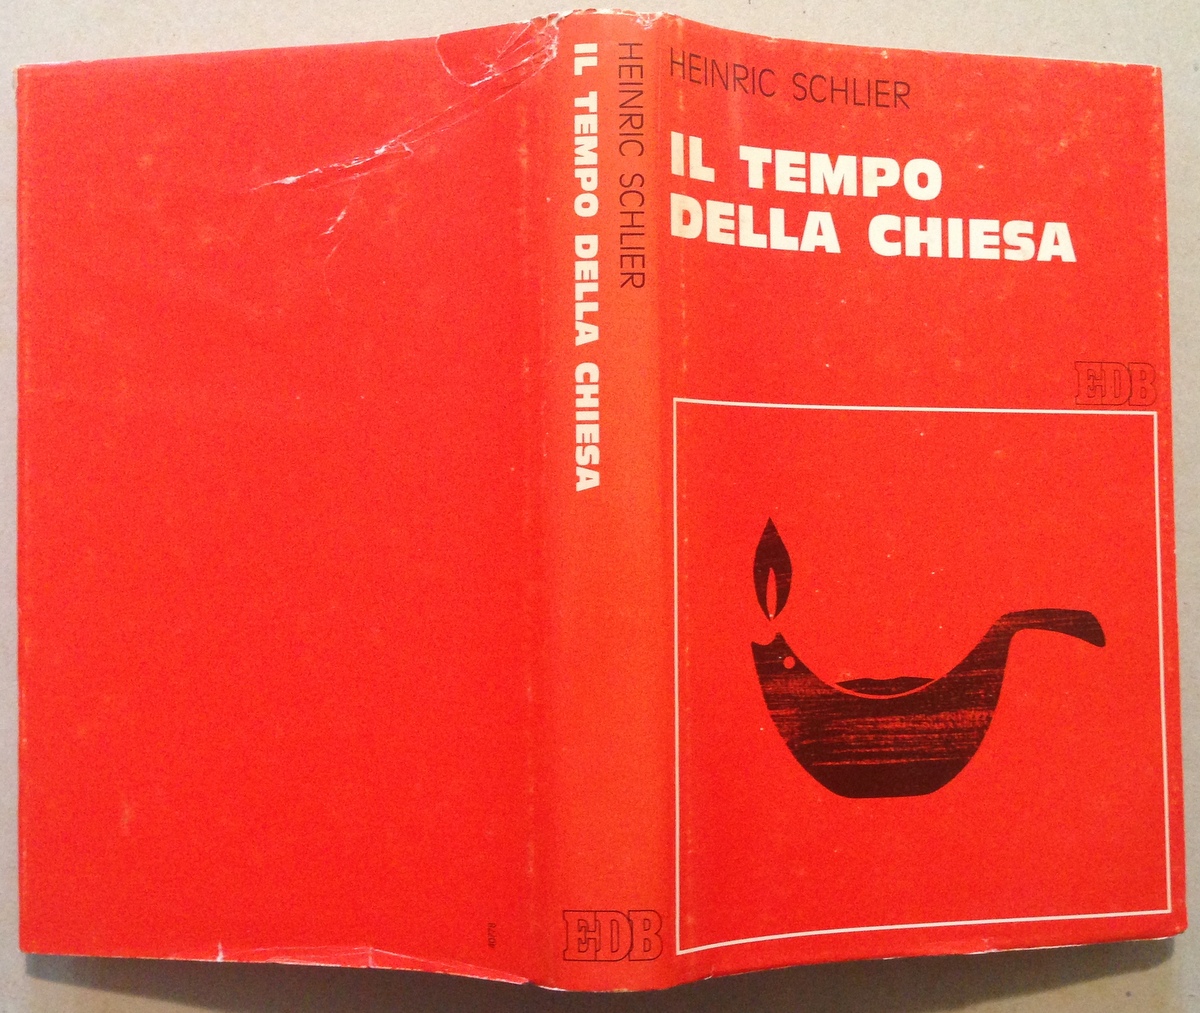 HEINRIC SCHLIER
IL TEMPO
DELLA CHIESA
EDB
IL TEMPO DELLA CHIESA
HEINRIC SCHLIER
EDB